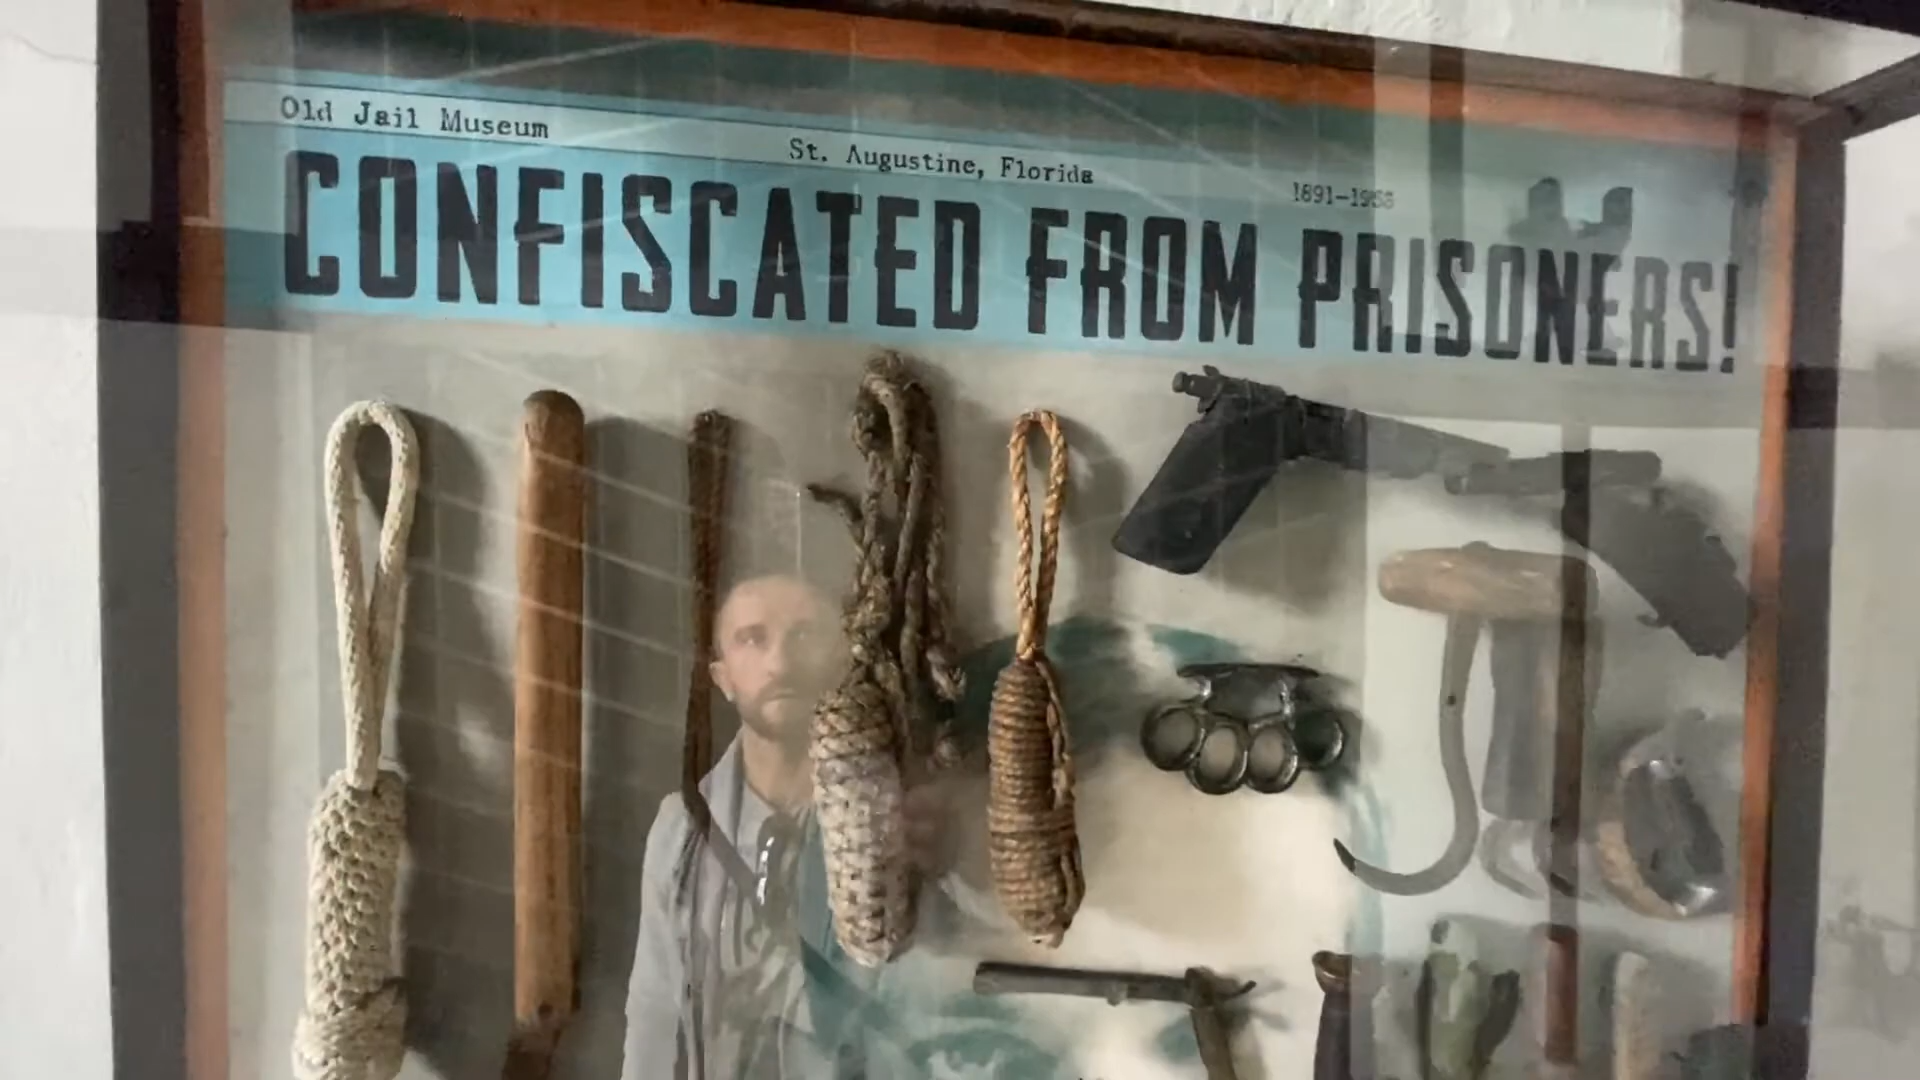 Old Jail Museum
St. Augustine, Florida
CONFISCATED FROM PRISONERS!